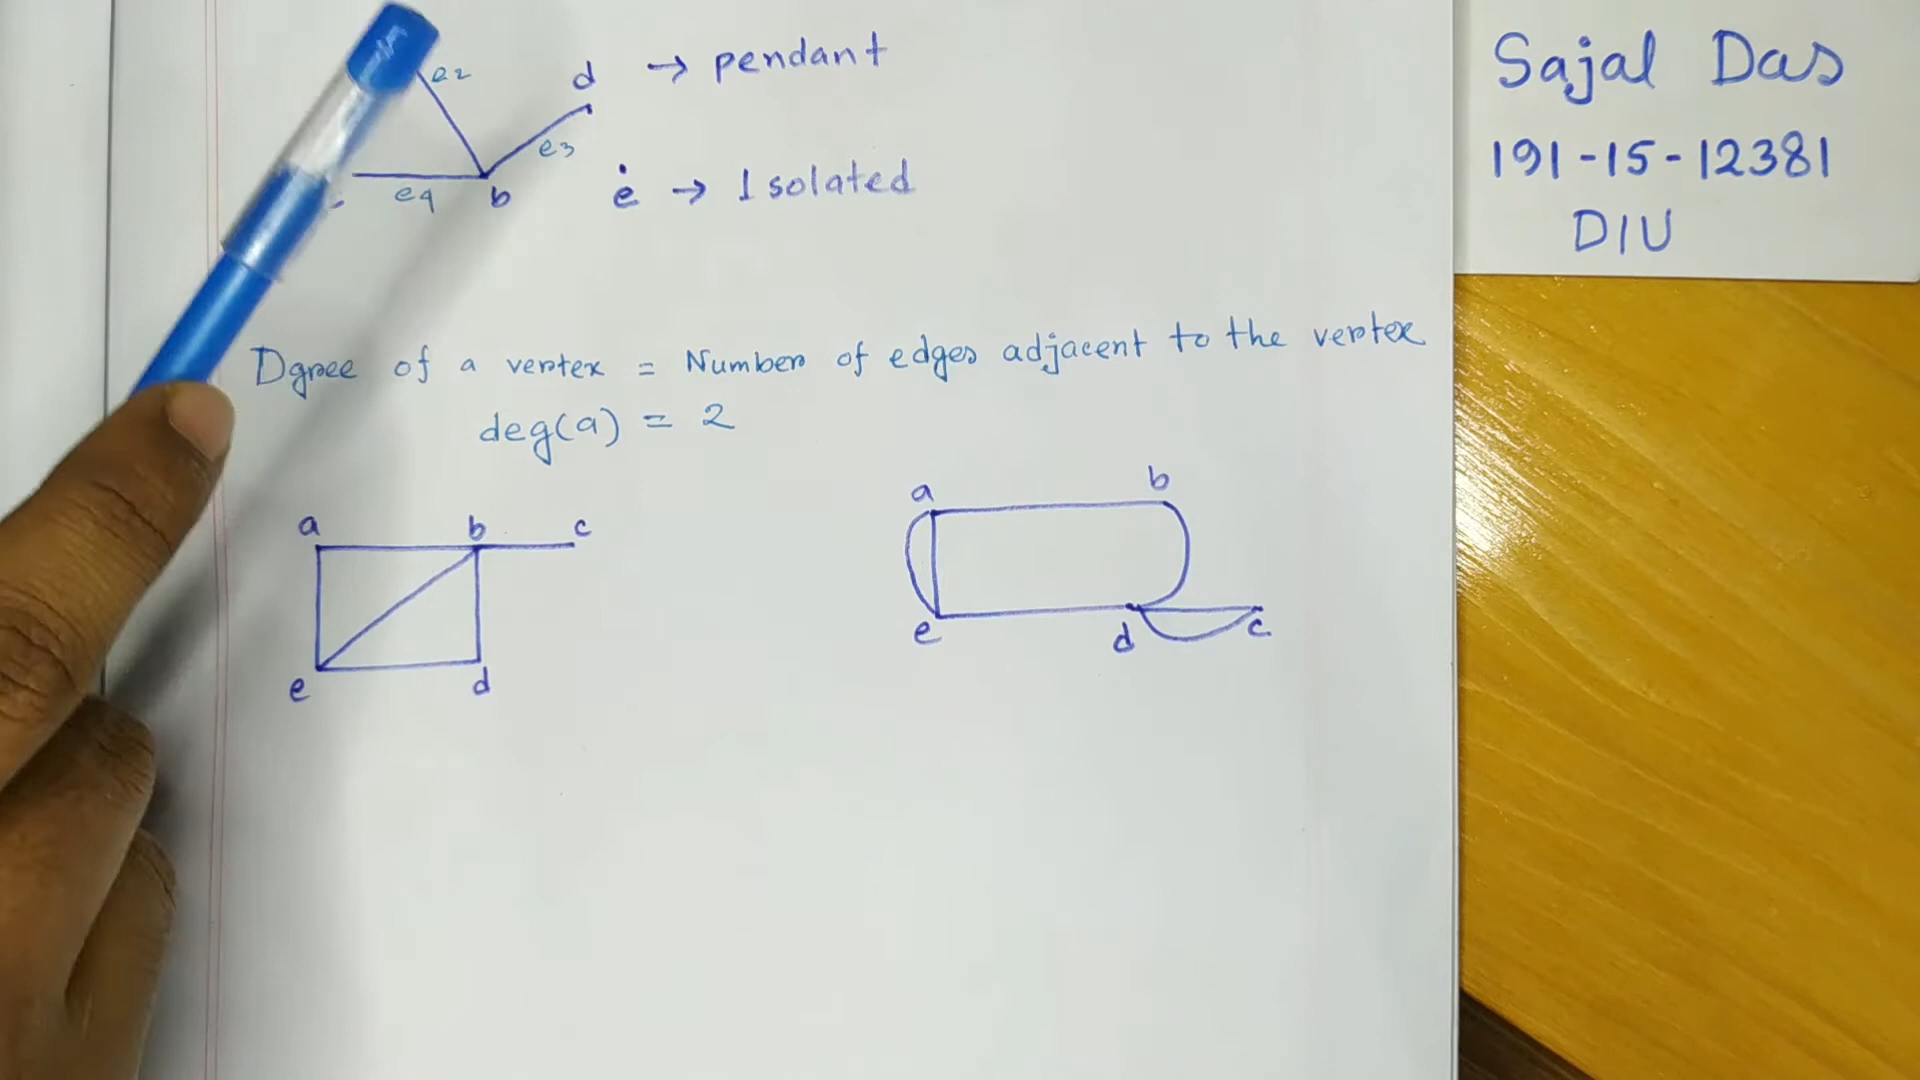 e2
d → pendant
e3
e4 b e → Isolated
Dgree of a vertex = Number of edges adjacent to the vertex
deg(a) = 2
a b c
e d
a b
e d c
Sajal Das
191-15-12381
DIU